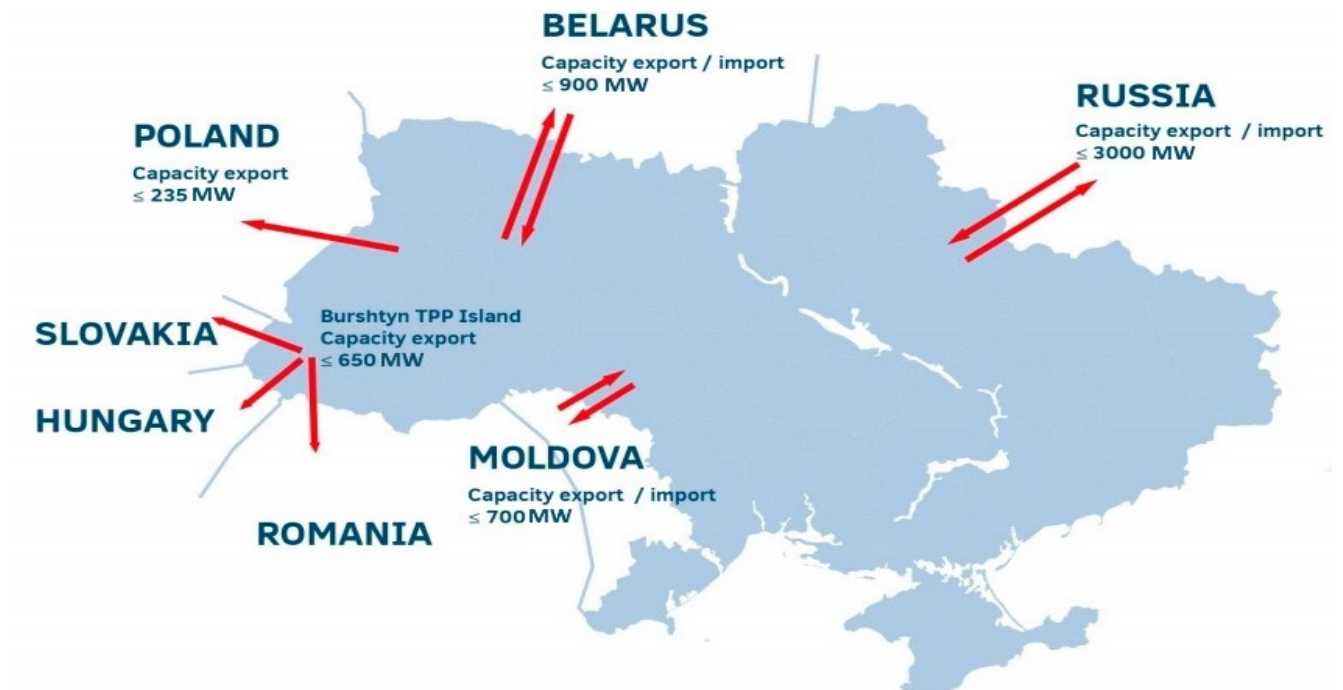 BELARUS
Capacity export / import
≤ 900 MW
RUSSIA
Capacity export / import
≤ 3000 MW
POLAND
Capacity export
≤ 235 MW
Burshtyn TPP Island
Capacity export
≤ 650 MW
SLOVAKIA
HUNGARY
MOLDOVA
Capacity export / import
≤ 700 MW
ROMANIA